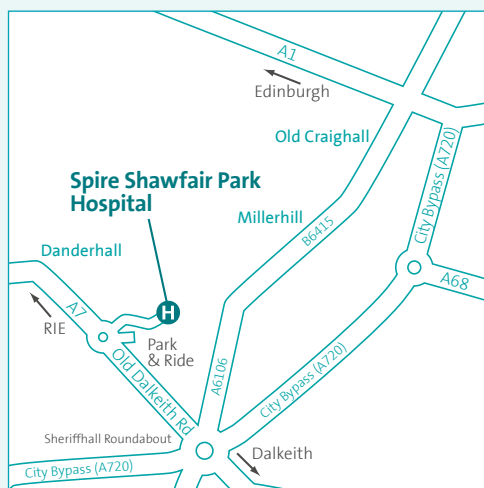 A1
Edinburgh
Old Craighall
City Bypass (A720)
Spire Shawfair Park
Hospital
Millerhill
B6415
Danderhall
A68
A7
H
RIE
Park
& Ride
Old Dalkeith Rd
A6106
City Bypass (A720)
Sheriffhall Roundabout
Dalkeith
City Bypass (A720)